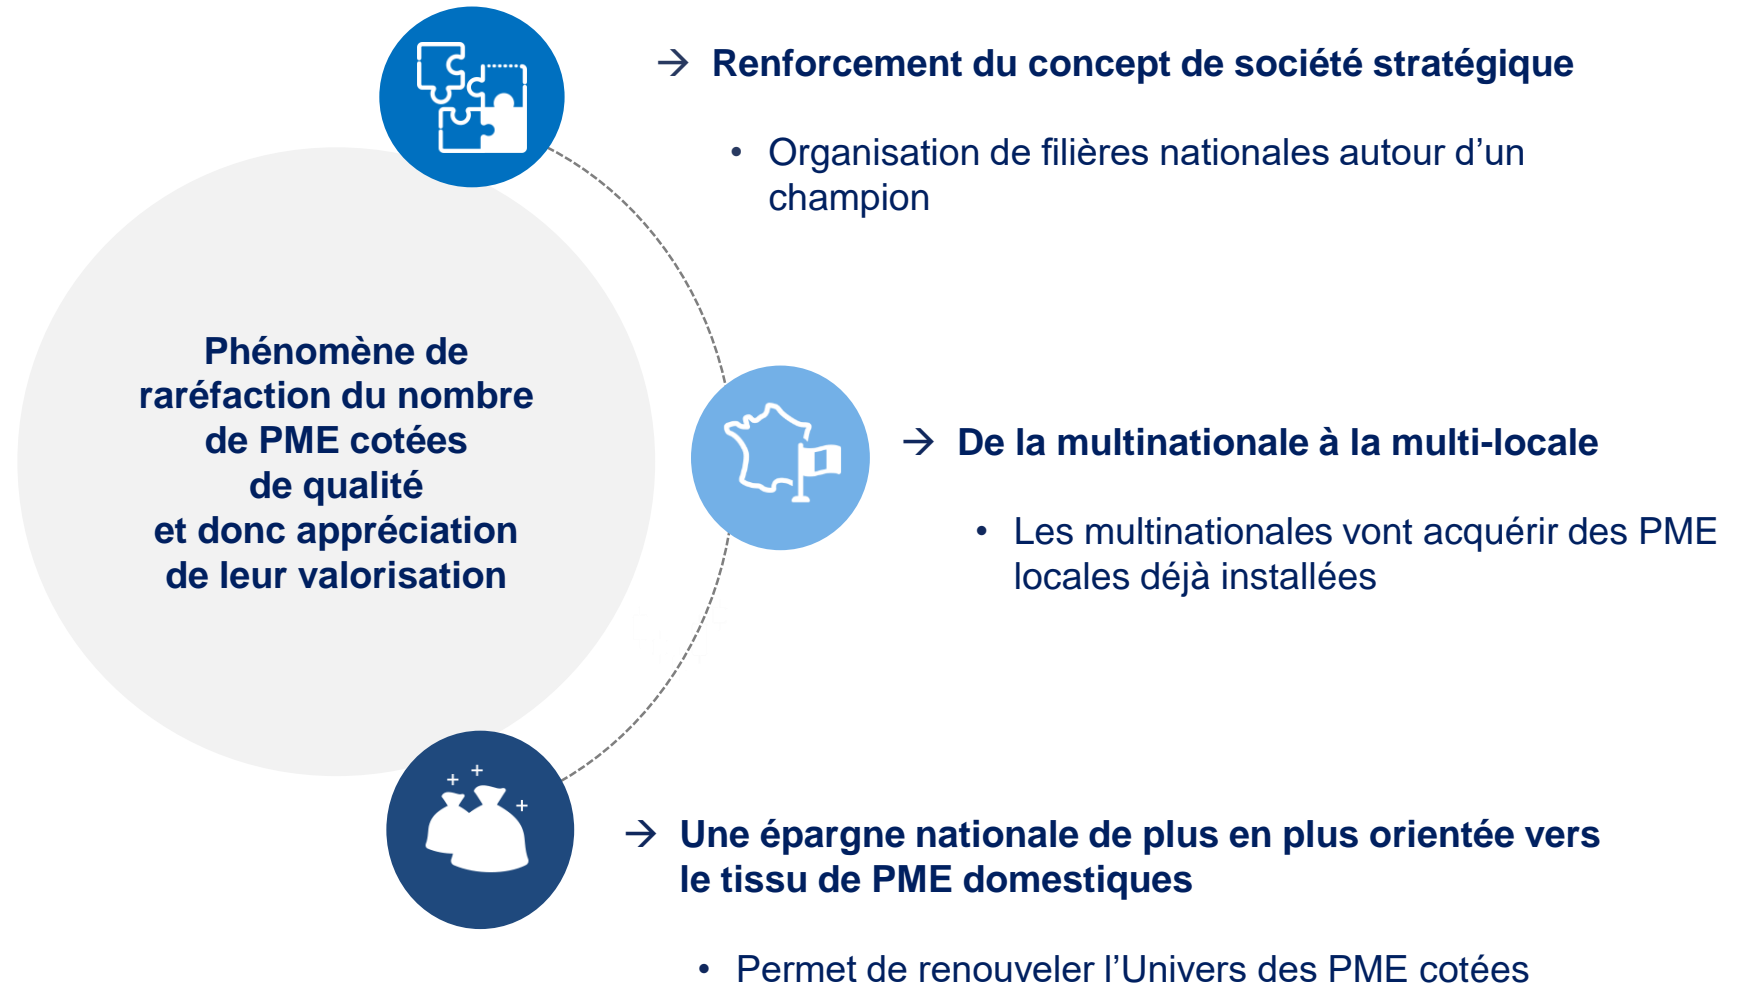 → Renforcement du concept de société stratégique
• Organisation de filières nationales autour d’un
champion
Phénomène de
raréfaction du nombre
de PME cotées
de qualité
et donc appréciation
de leur valorisation
→ De la multinationale à la multi-locale
• Les multinationales vont acquérir des PME
locales déjà installées
→ Une épargne nationale de plus en plus orientée vers
le tissu de PME domestiques
• Permet de renouveler l’Univers des PME cotées